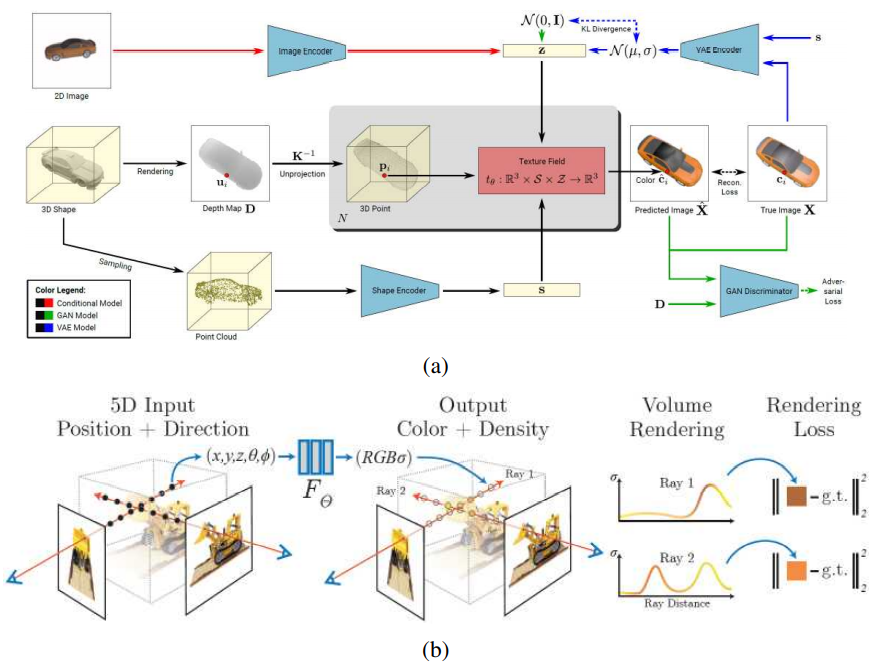 2D Image
Image Encoder
𝒩(0, I)
KL Divergence
z
𝒩(μ, σ)
VAE Encoder
s
3D Shape
Rendering
u_i
Depth Map D
K⁻¹
Unprojection
p_i
3D Point
N
Texture Field
t_θ : ℝ³ × 𝒮 × 𝒵 → ℝ³
Color ĉ_i
Predicted Image X̂
Recon.
Loss
c_i
True Image X
Sampling
Point Cloud
Shape Encoder
s
D
GAN Discriminator
Adver-
sarial
Loss
Color Legend:
Conditional Model
GAN Model
VAE Model
(a)
5D Input
Position + Direction
(x,y,z,θ,ϕ)
F_Θ
Output
Color + Density
(RGBσ)
Ray 1
Ray 2
Volume
Rendering
σ
Ray 1
σ
Ray 2
Ray Distance
Rendering
Loss
‖ – g.t. ‖²₂
‖ – g.t. ‖²₂
(b)